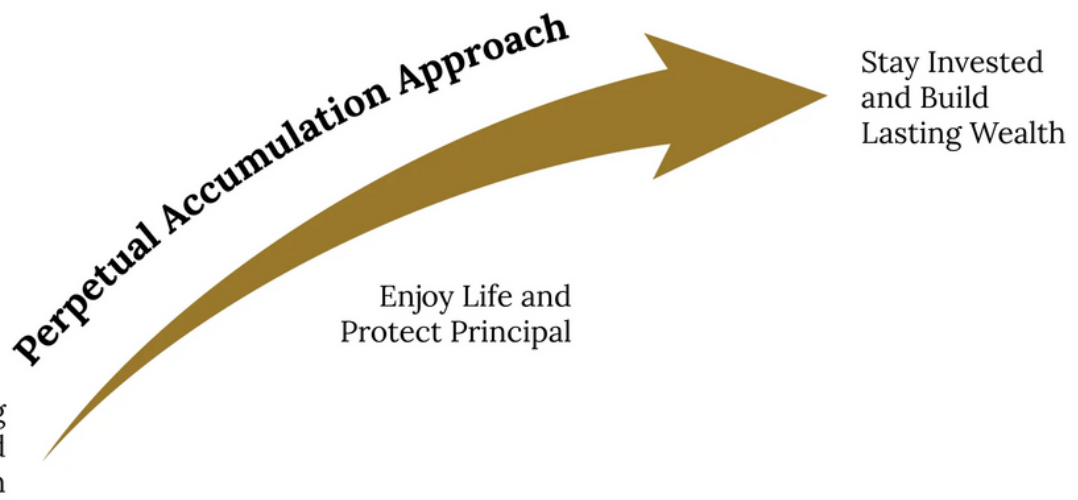 Perpetual Accumulation Approach
Stay Invested
and Build
Lasting Wealth
Enjoy Life and
Protect Principal